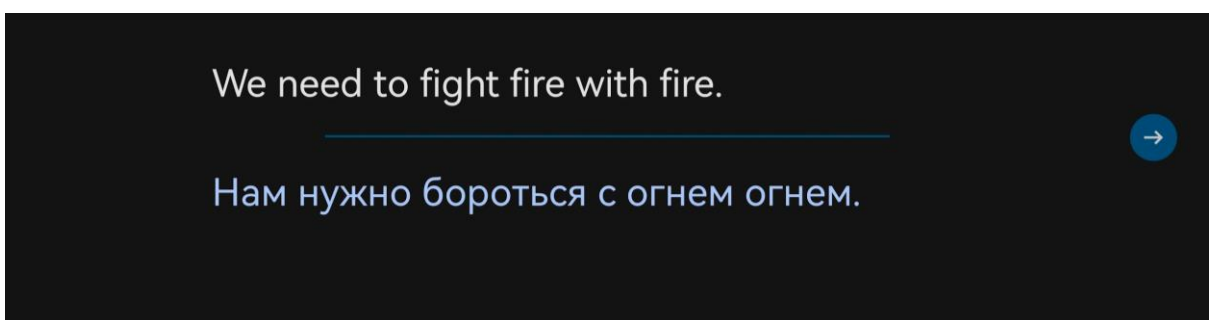 We need to fight fire with fire.
Нам нужно бороться с огнем огнем.